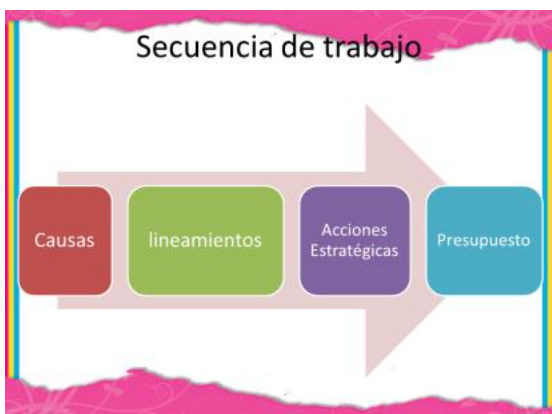 Secuencia de trabajo
Causas
lineamientos
Acciones
Estratégicas
Presupuesto